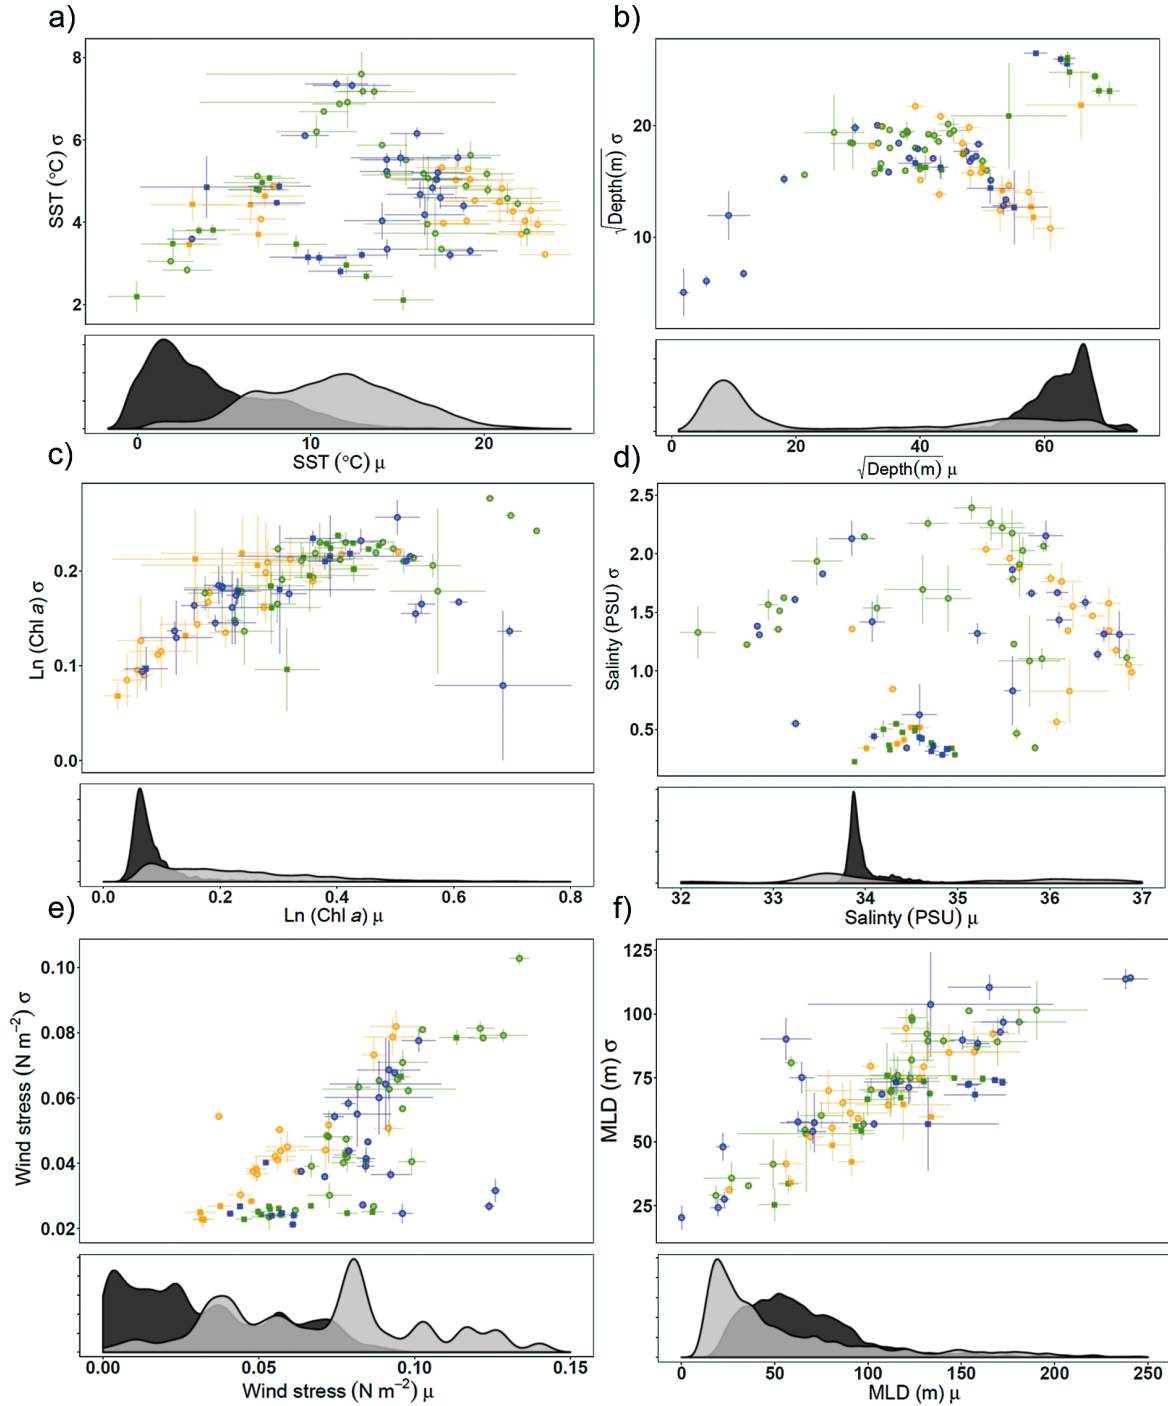 a)
SST (°C) σ
8
6
4
2
0
10
20
SST (°C) μ
b)
√Depth(m) σ
20
10
0
20
40
60
√Depth(m) μ
c)
Ln (Chl a) σ
0.2
0.1
0.0
0.0
0.2
0.4
0.6
0.8
Ln (Chl a) μ
d)
Salinity (PSU) σ
2.5
2.0
1.5
1.0
0.5
32
33
34
35
36
37
Salinty (PSU) μ
e)
Wind stress (N m⁻²) σ
0.10
0.08
0.06
0.04
0.02
0.00
0.05
0.10
0.15
Wind stress (N m⁻²) μ
f)
MLD (m) σ
125
100
75
50
25
0
50
100
150
200
250
MLD (m) μ